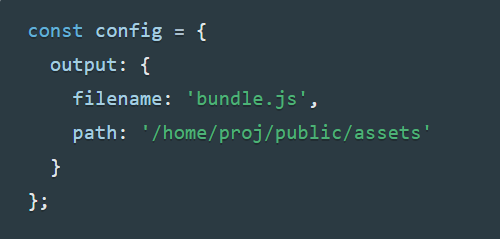 const config = {
  output: {
    filename: 'bundle.js',
    path: '/home/proj/public/assets'
  }
};